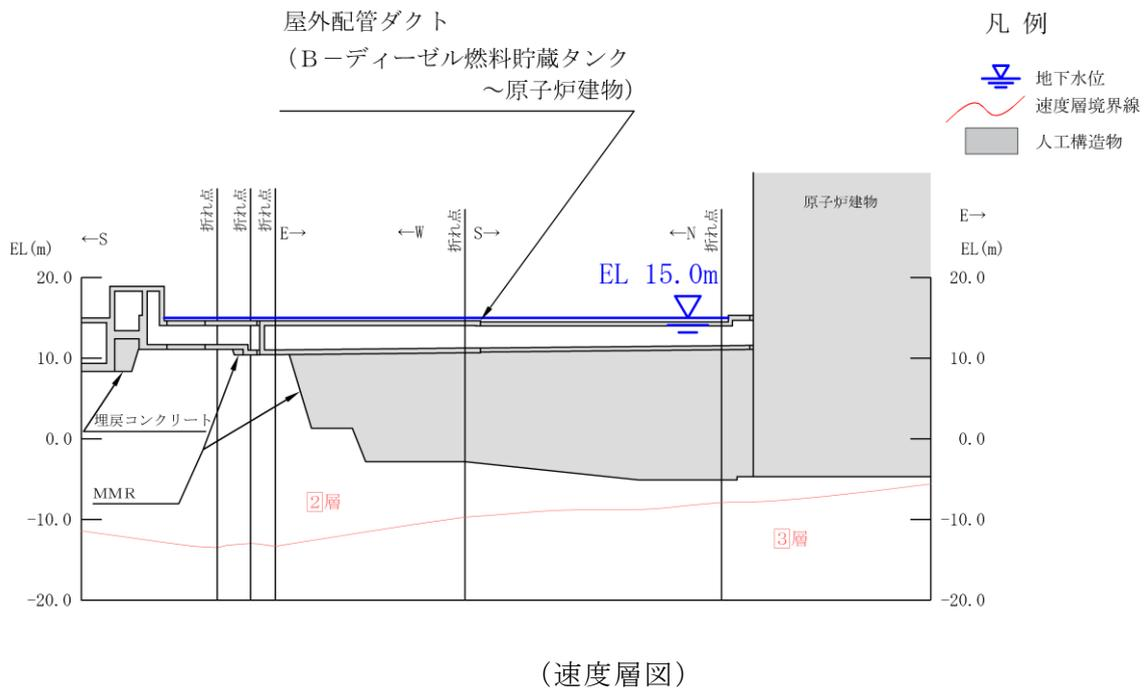 屋外配管ダクト
（Ｂ－ディーゼル燃料貯蔵タンク
～原子炉建物）
凡 例
地下水位
速度層境界線
人工構造物
折れ点
折れ点
折れ点
折れ点
折れ点
原子炉建物
EL(m)
←S
E→
←W
S→
←N
E→
EL(m)
EL 15.0m
20.0
10.0
0.0
-10.0
-20.0
20.0
10.0
0.0
-10.0
-20.0
埋戻コンクリート
MMR
2層
3層
（速度層図）